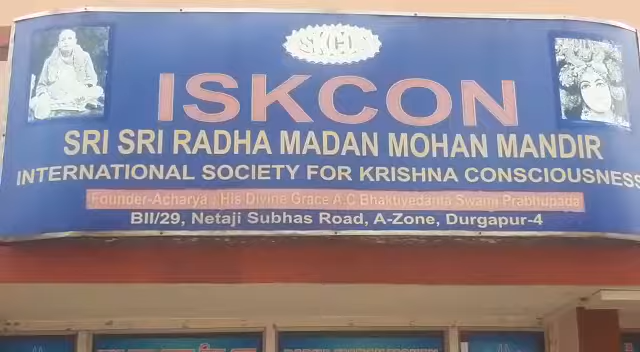 ISKCON
ISKCON
SRI SRI RADHA MADAN MOHAN MANDIR
INTERNATIONAL SOCIETY FOR KRISHNA CONSCIOUSNESS
Founder-Acharya : His Divine Grace A.C Bhaktivedanta Swami Prabhupada
BII/29, Netaji Subhas Road, A-Zone, Durgapur-4